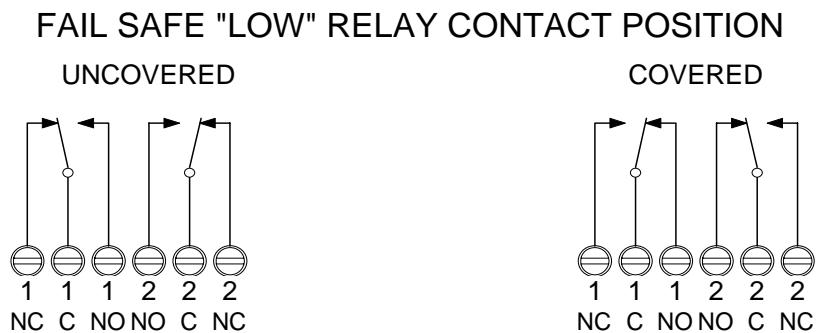 FAIL SAFE "LOW" RELAY CONTACT POSITION
UNCOVERED
1 1 1 2 2 2
NC C NO NO C NC
COVERED
1 1 1 2 2 2
NC C NO NO C NC